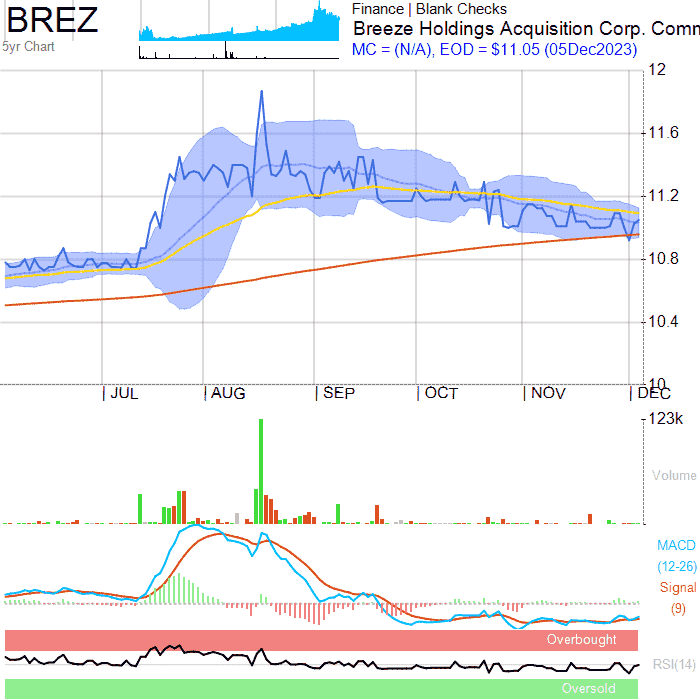 BREZ
5yr Chart
Finance | Blank Checks
Breeze Holdings Acquisition Corp. Comm
MC = (N/A), EOD = $11.05 (05Dec2023)
12
11.6
11.2
10.8
10.4
10
JUL AUG SEP OCT NOV DEC
123k
Volume
MACD
(12-26)
Signal
(9)
Overbought
RSI(14)
Oversold